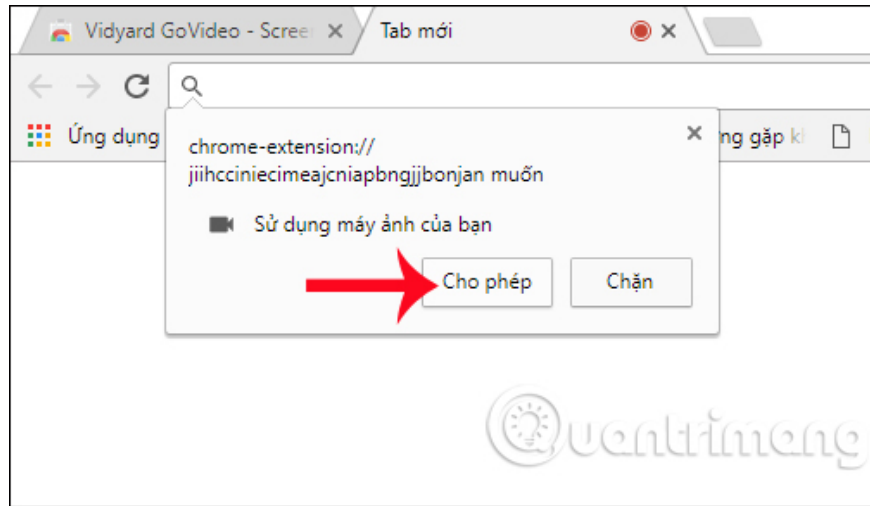 Vidyard GoVideo - Scree
Tab mới
Ứng dụng
ng gặp k
chrome-extension://
jiihcciniecimeajcniapbngjjbonjan muốn
Sử dụng máy ảnh của bạn
Cho phép
Chặn
Quantrimang